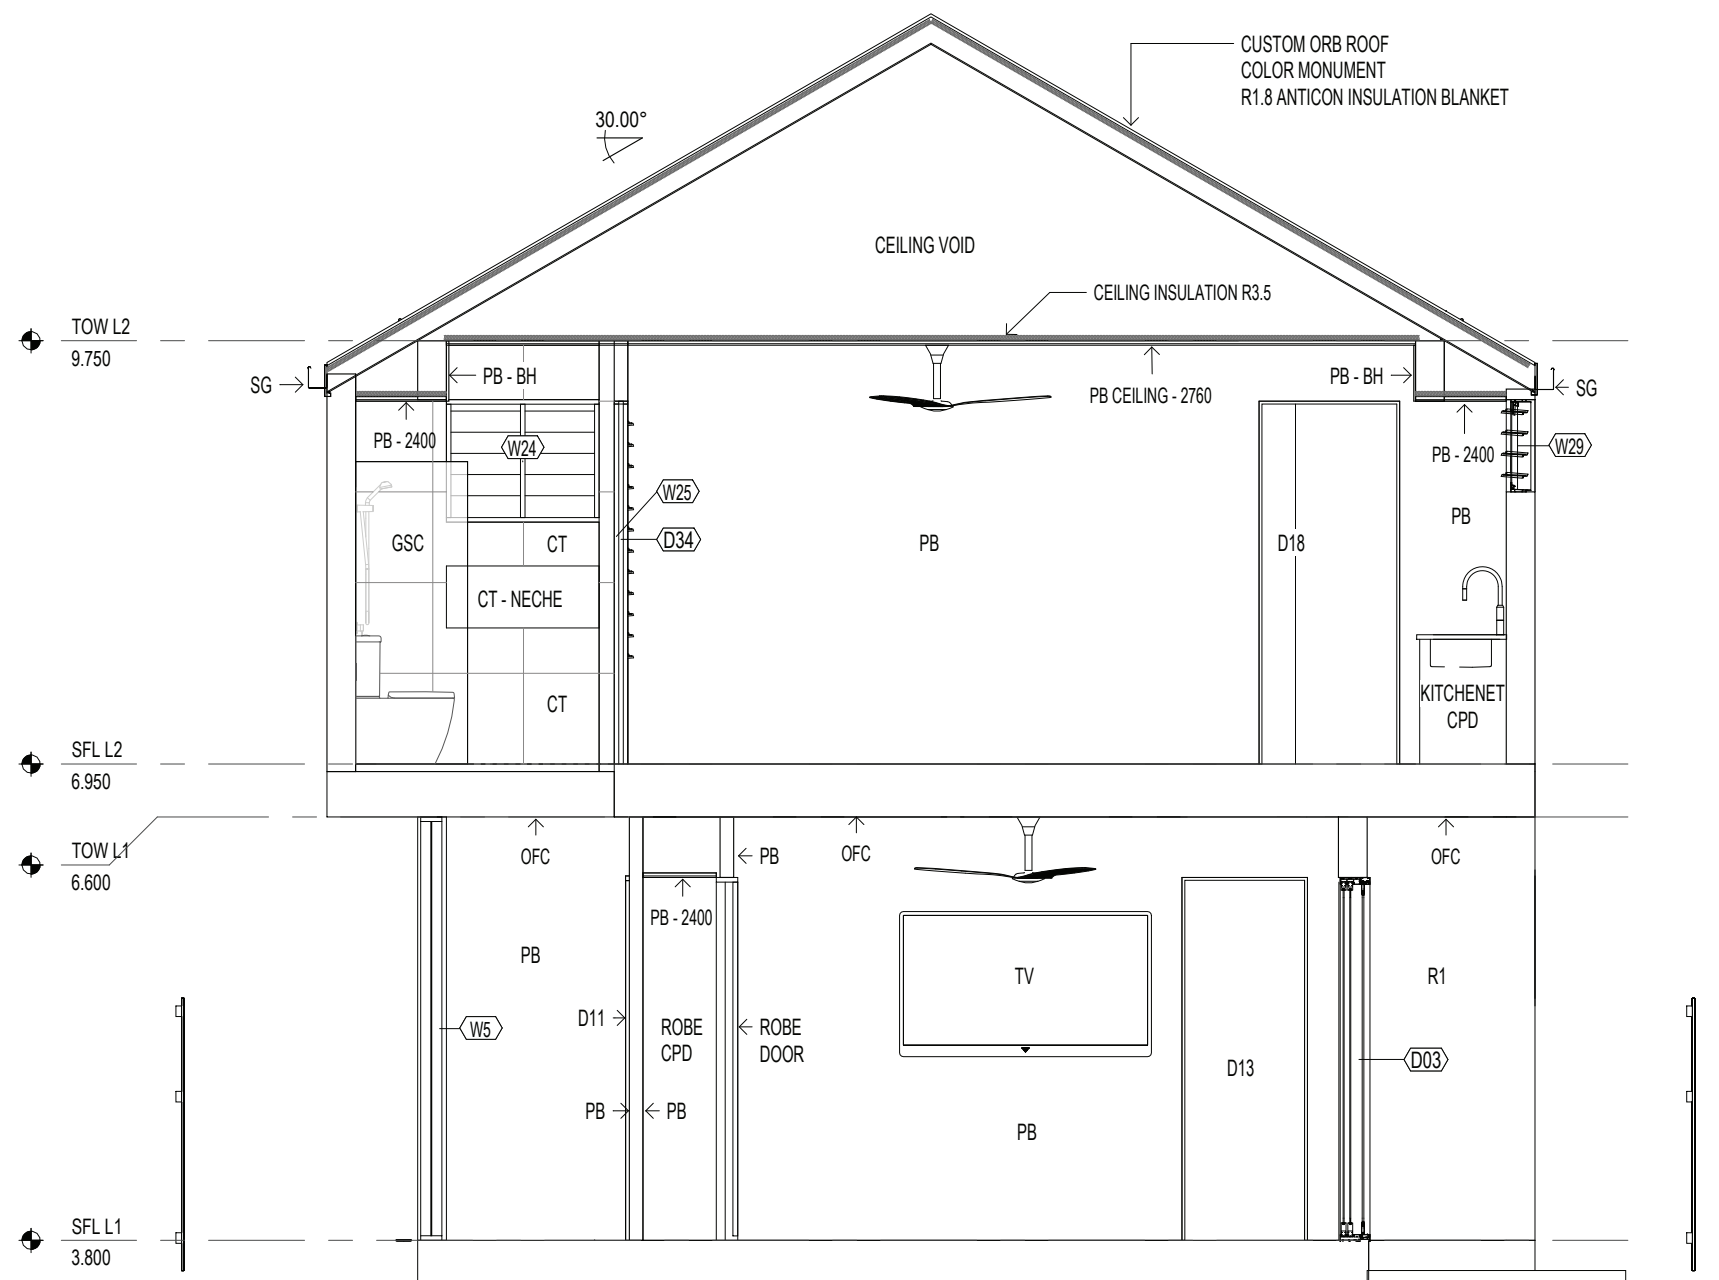 CUSTOM ORB ROOF
COLOR MONUMENT
R1.8 ANTICON INSULATION BLANKET
30.00°
CEILING VOID
CEILING INSULATION R3.5
TOW L2
9.750
SG
PB - BH
PB CEILING - 2760
PB - BH
SG
PB - 2400
W24
PB - 2400
W29
W25
PB
GSC
CT
D34
PB
D18
CT - NECHE
CT
KITCHENET
CPD
SFL L2
6.950
TOW L1
6.600
OFC
PB
OFC
OFC
PB - 2400
PB
TV
R1
W5
D11
ROBE
CPD
ROBE
DOOR
D03
D13
PB
PB
PB
SFL L1
3.800